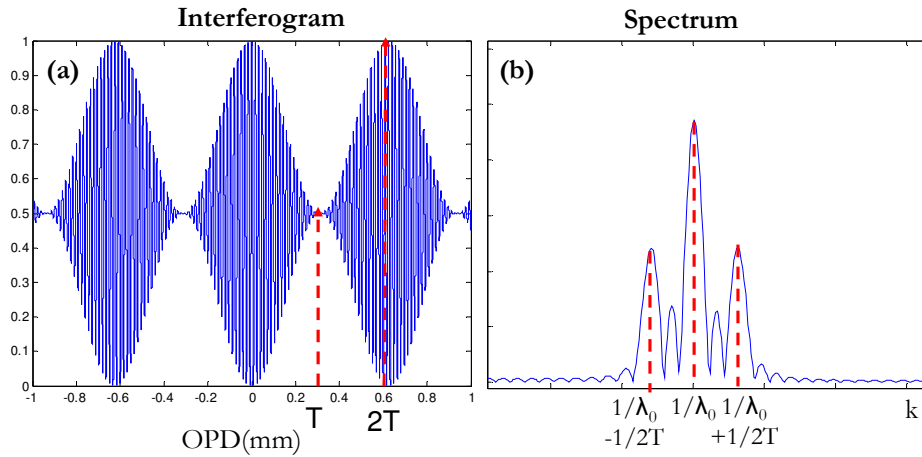 Interferogram
Spectrum
(a)
(b)
1
0.9
0.8
0.7
0.6
0.5
0.4
0.3
0.2
0.1
0
-1 -0.8 -0.6 -0.4 -0.2 0 0.2 0.4 0.6 0.8 1
T 2T
OPD(mm)
1/λ₀ 1/λ₀ 1/λ₀ k
-1/2T +1/2T